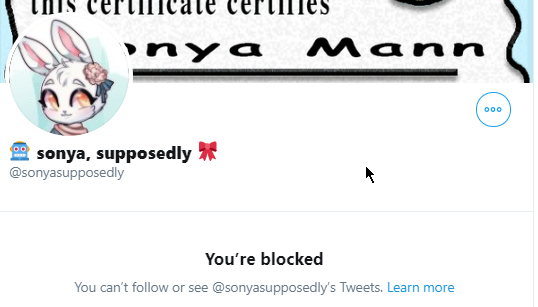 this certificate certifies
onya Mann
🤖 sonya, supposedly 🎀
@sonyasupposedly
You're blocked
You can't follow or see @sonyasupposedly's Tweets. Learn more